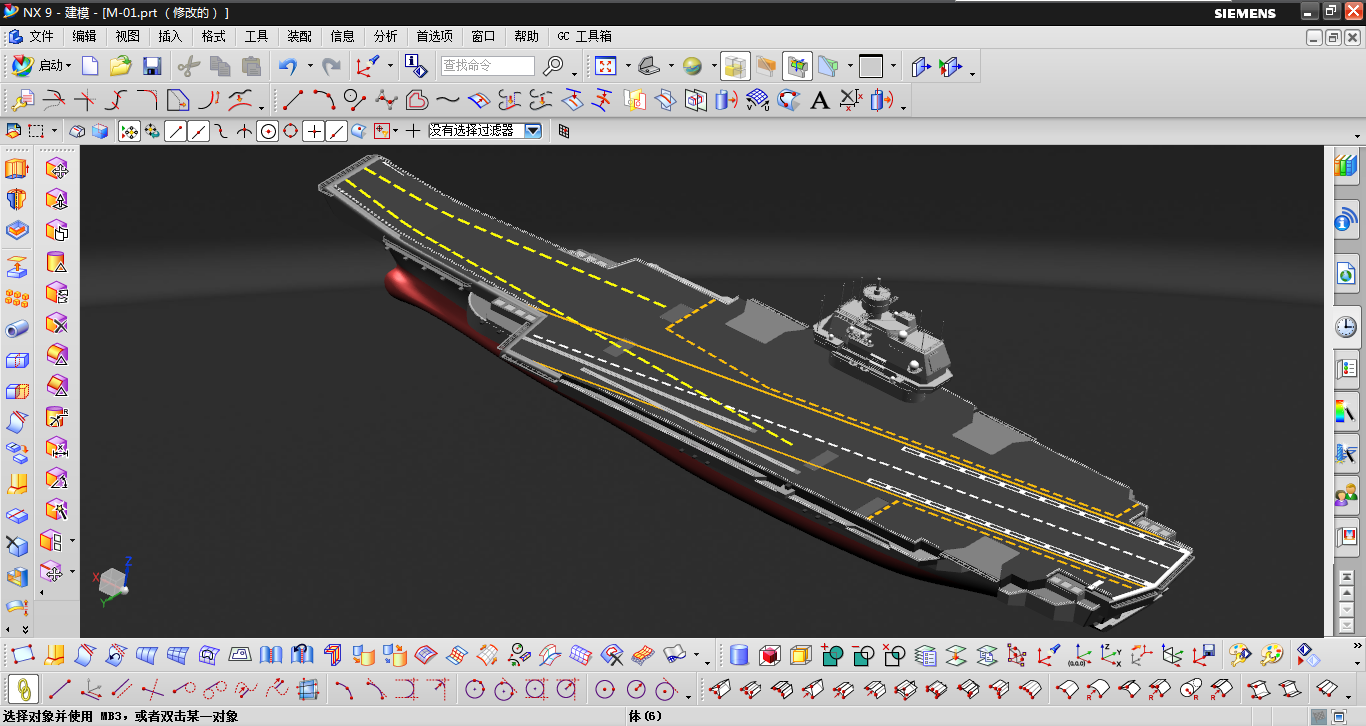 NX 9 - 建模 - [M-01.prt （修改的）]
SIEMENS
文件 编辑 视图 插入 格式 工具 装配 信息 分析 首选项 窗口 帮助 GC 工具箱
启动 查找命令
没有选择过滤器
Z
X
Y
选择对象并使用 MB3，或者双击某一对象
体(6)